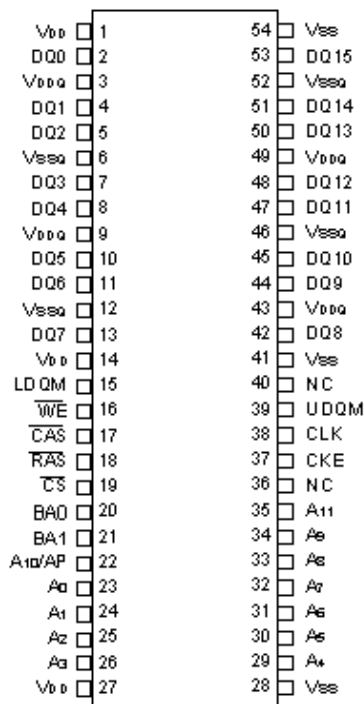 VDD 1 54 VSS
DQ0 2 53 DQ15
VDDQ 3 52 VSSQ
DQ1 4 51 DQ14
DQ2 5 50 DQ13
VSSQ 6 49 VDDQ
DQ3 7 48 DQ12
DQ4 8 47 DQ11
VDDQ 9 46 VSSQ
DQ5 10 45 DQ10
DQ6 11 44 DQ9
VSSQ 12 43 VDDQ
DQ7 13 42 DQ8
VDD 14 41 VSS
LDQM 15 40 NC
WE 16 39 UDQM
CAS 17 38 CLK
RAS 18 37 CKE
CS 19 36 NC
BA0 20 35 A11
BA1 21 34 A9
A10/AP 22 33 A8
A0 23 32 A7
A1 24 31 A6
A2 25 30 A5
A3 26 29 A4
VDD 27 28 VSS